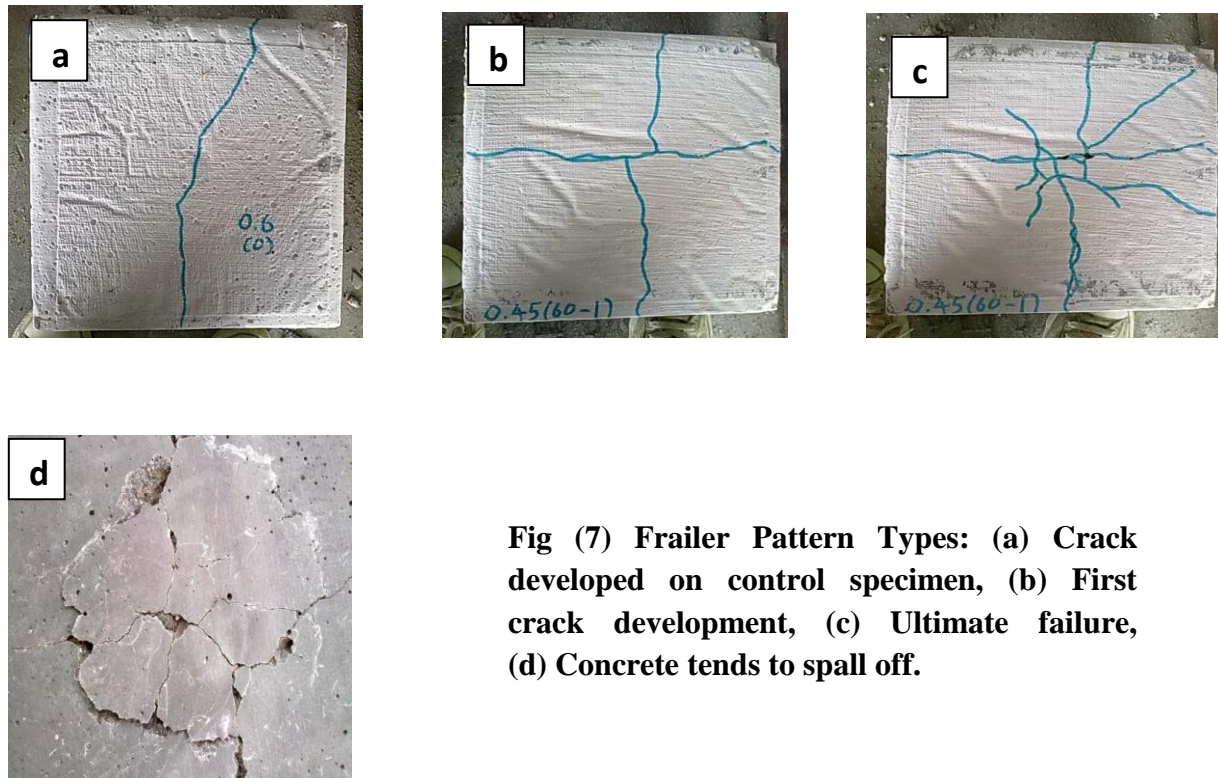 a
b
c
0.6
(0)
0.45(60-1)
0.45(60-1)
d
Fig (7) Frailer Pattern Types: (a) Crack
developed on control specimen, (b) First
crack development, (c) Ultimate failure,
(d) Concrete tends to spall off.